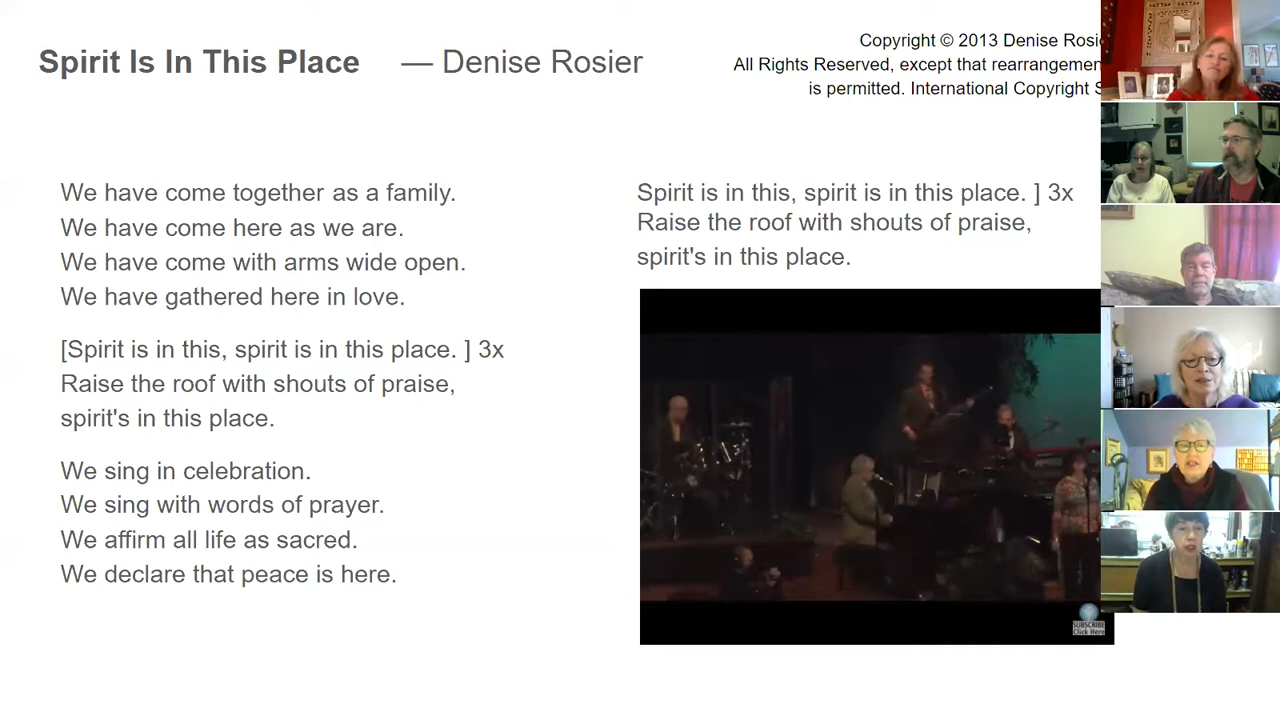 Spirit Is In This Place — Denise Rosier
Copyright © 2013 Denise
All Rights Reserved, except that rearrangement
is permitted. International Copyright
We have come together as a family.
We have come here as we are.
We have come with arms wide open.
We have gathered here in love.
[Spirit is in this, spirit is in this place. ] 3x
Raise the roof with shouts of praise,
spirit's in this place.
We sing in celebration.
We sing with words of prayer.
We affirm all life as sacred.
We declare that peace is here.
Spirit is in this, spirit is in this place. ] 3x
Raise the roof with shouts of praise,
spirit's in this place.
SUBSCRIBE
Click Here